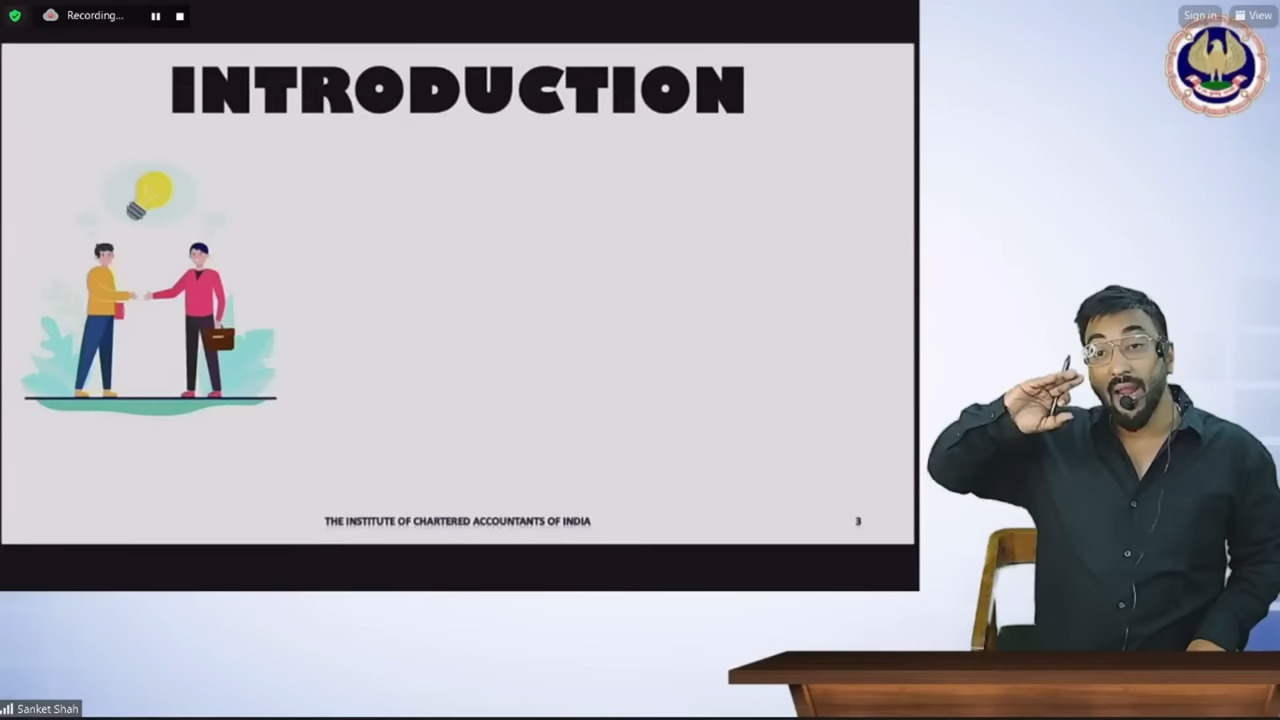 Recording...
Sign in
View
INTRODUCTION
THE INSTITUTE OF CHARTERED ACCOUNTANTS OF INDIA
3
Sanket Shah